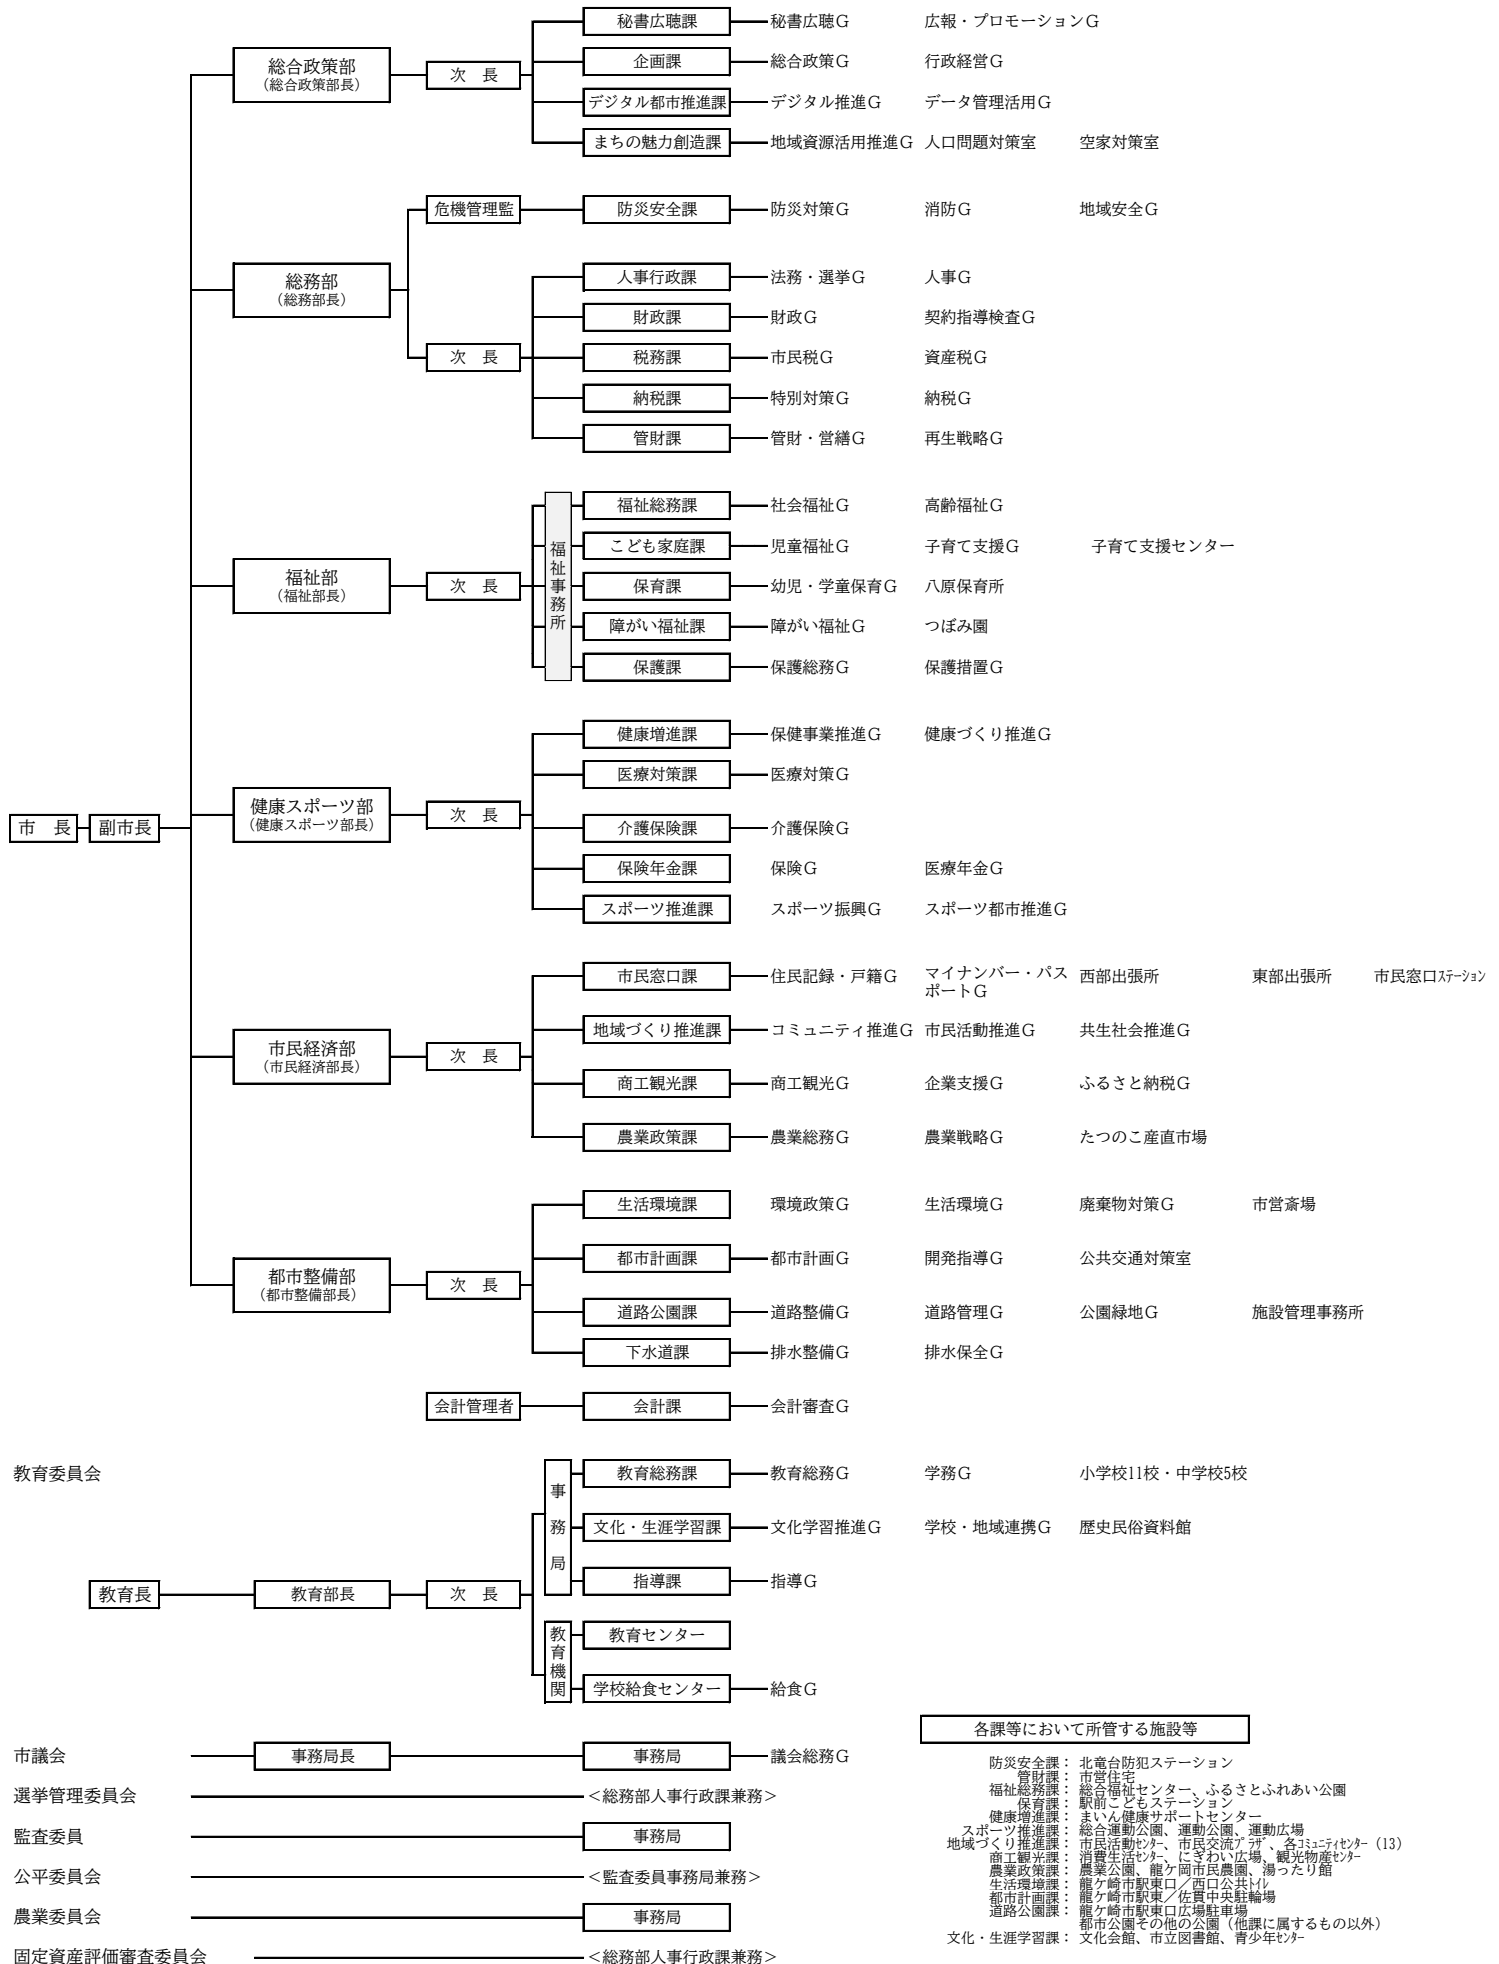 秘書広聴課 秘書広聴G 広報・プロモーションG
総合政策部 企画課 総合政策G 行政経営G
（総合政策部長） 次　長
デジタル都市推進課 デジタル推進G データ管理活用G
まちの魅力創造課 地域資源活用推進G 人口問題対策室 空家対策室
危機管理監 防災安全課 防災対策G 消防G 地域安全G
総務部 人事行政課 法務・選挙G 人事G
（総務部長）
財政課 財政G 契約指導検査G
次　長 税務課 市民税G 資産税G
納税課 特別対策G 納税G
管財課 管財・営繕G 再生戦略G
福祉事務所
福祉総務課 社会福祉G 高齢福祉G
こども家庭課 児童福祉G 子育て支援G 子育て支援センター
福祉部
（福祉部長） 次　長 保育課 幼児・学童保育G 八原保育所
障がい福祉課 障がい福祉G つぼみ園
保護課 保護総務G 保護措置G
健康増進課 保健事業推進G 健康づくり推進G
医療対策課 医療対策G
健康スポーツ部
（健康スポーツ部長） 次　長
市　長 副市長 介護保険課 介護保険G
保険年金課 保険G 医療年金G
スポーツ推進課 スポーツ振興G スポーツ都市推進G
市民窓口課 住民記録・戸籍G マイナンバー・パス
ポートG 西部出張所 東部出張所 市民窓口ｽﾃｰｼｮﾝ
地域づくり推進課 コミュニティ推進G 市民活動推進G 共生社会推進G
市民経済部
（市民経済部長） 次　長
商工観光課 商工観光G 企業支援G ふるさと納税G
農業政策課 農業総務G 農業戦略G たつのこ産直市場
生活環境課 環境政策G 生活環境G 廃棄物対策G 市営斎場
都市計画課 都市計画G 開発指導G 公共交通対策室
都市整備部
（都市整備部長） 次　長
道路公園課 道路整備G 道路管理G 公園緑地G 施設管理事務所
下水道課 排水整備G 排水保全G
会計管理者 会計課 会計審査G
教育委員会
事務局
教育総務課 教育総務G 学務G 小学校11校・中学校5校
文化・生涯学習課 文化学習推進G 学校・地域連携G 歴史民俗資料館
指導課 指導G
教育長 教育部長 次　長
教育機関
教育センター
学校給食センター 給食G
市議会 事務局長 事務局 議会総務G
選挙管理委員会 ＜総務部人事行政課兼務＞
監査委員 事務局
公平委員会 ＜監査委員事務局兼務＞
農業委員会 事務局
固定資産評価審査委員会 ＜総務部人事行政課兼務＞
各課等において所管する施設等
防災安全課： 北竜台防犯ステーション
管財課： 市営住宅
福祉総務課： 総合福祉センター、ふるさとふれあい公園
保育課： 駅前こどもステーション
健康増進課： まいん健康サポートセンター
スポーツ推進課： 総合運動公園、運動公園、運動広場
地域づくり推進課： 市民活動ｾﾝﾀｰ、市民交流ﾌﾟﾗｻﾞ、各ｺﾐｭﾆﾃｨｾﾝﾀｰ（13）
商工観光課： 消費生活ｾﾝﾀｰ、にぎわい広場、観光物産ｾﾝﾀｰ
農業政策課： 農業公園、龍ケ岡市民農園、湯ったり館
生活環境課： 龍ケ崎市駅東口／西口公共ﾄｲﾚ
都市計画課： 龍ケ崎市駅東／佐貫中央駐輪場
道路公園課： 龍ケ崎市駅東口広場駐車場
都市公園その他の公園（他課に属するもの以外）
文化・生涯学習課： 文化会館、市立図書館、青少年ｾﾝﾀｰ